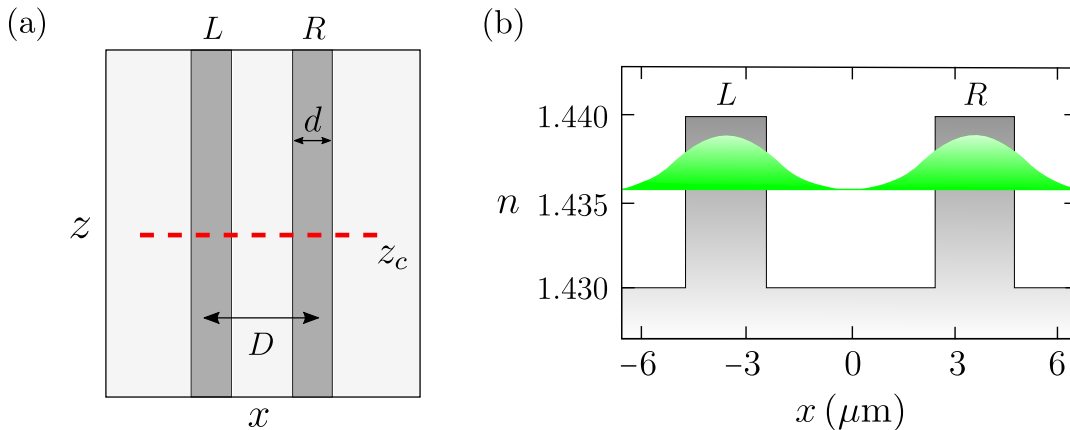 (a)
L R
d
z
z_c
D
x
(b)
L R
1.440
n 1.435
1.430
−6 −3 0 3 6
x (μm)